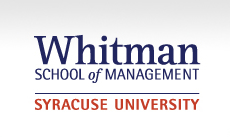 Whitman
SCHOOL of MANAGEMENT
SYRACUSE UNIVERSITY